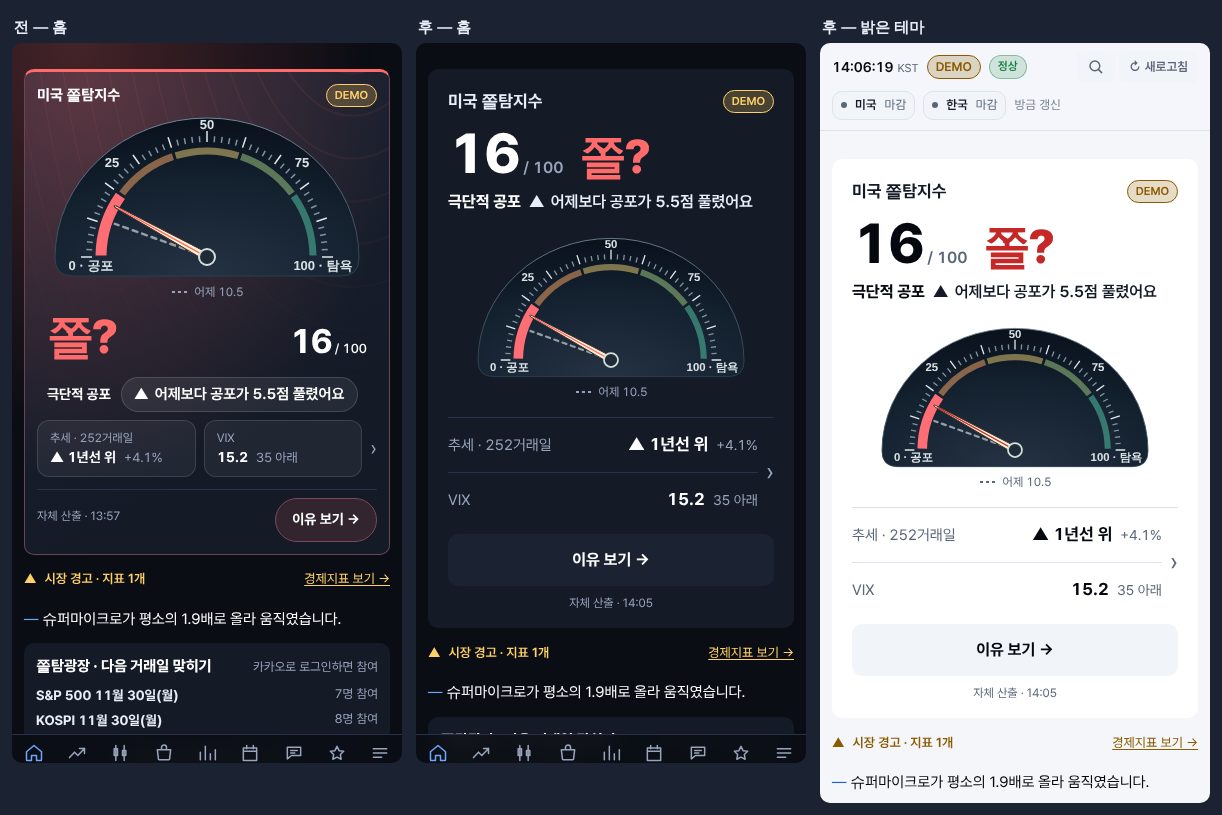 전 — 홈
미국 쫄탐지수
DEMO
50
25
75
0 · 공포
100 · 탐욕
어제 10.5
쫄?
16 / 100
극단적 공포
▲ 어제보다 공포가 5.5점 풀렸어요
추세 · 252거래일
▲ 1년선 위 +4.1%
VIX
15.2 35 아래
›
자체 산출 · 13:57
이유 보기 →
▲ 시장 경고 · 지표 1개
경제지표 보기 →
— 슈퍼마이크로가 평소의 1.9배로 올라 움직였습니다.
쫄탐광장 · 다음 거래일 맞히기
카카오로 로그인하면 참여
S&P 500 11월 30일(월)
7명 참여
KOSPI 11월 30일(월)
8명 참여
후 — 홈
미국 쫄탐지수
DEMO
16 / 100 쫄?
극단적 공포 ▲ 어제보다 공포가 5.5점 풀렸어요
50
25
75
0 · 공포
100 · 탐욕
어제 10.5
추세 · 252거래일
▲ 1년선 위 +4.1%
›
VIX
15.2 35 아래
이유 보기 →
자체 산출 · 14:05
▲ 시장 경고 · 지표 1개
경제지표 보기 →
— 슈퍼마이크로가 평소의 1.9배로 올라 움직였습니다.
후 — 밝은 테마
14:06:19 KST
DEMO
정상
새로고침
미국 마감
한국 마감
방금 갱신
미국 쫄탐지수
DEMO
16 / 100 쫄?
극단적 공포 ▲ 어제보다 공포가 5.5점 풀렸어요
50
25
75
0 · 공포
100 · 탐욕
어제 10.5
추세 · 252거래일
▲ 1년선 위 +4.1%
›
VIX
15.2 35 아래
이유 보기 →
자체 산출 · 14:05
▲ 시장 경고 · 지표 1개
경제지표 보기 →
— 슈퍼마이크로가 평소의 1.9배로 올라 움직였습니다.